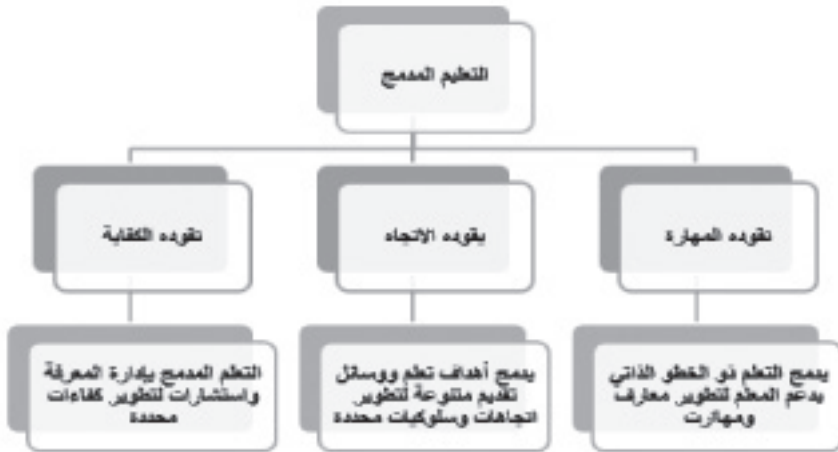 التعليم المدمج
تقوده المهارة
يقوده الاتجاه
تقوده الكفاية
يدمج التعلم ذو الخطو الذاتي
بدعم المعلم لتطوير معارف
ومهارت
يدمج أهداف تعلم ووسائل
تقديم متنوعة لتطوير
اتجاهات وسلوكيات محددة
التعلم المدمج بإدارة المعرفة
واستشارات لتطوير كفاءات
محددة